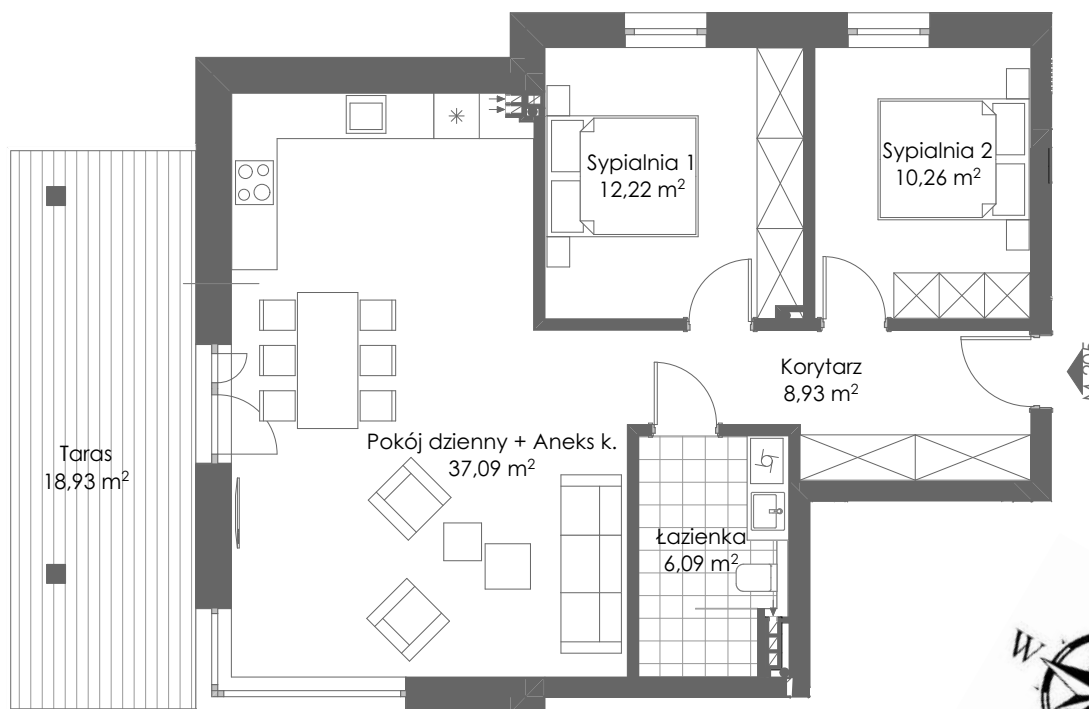 Sypialnia 1
12,22 m²
Sypialnia 2
10,26 m²
Korytarz
8,93 m²
Pokój dzienny + Aneks k.
37,09 m²
Taras
18,93 m²
Łazienka
6,09 m²
W